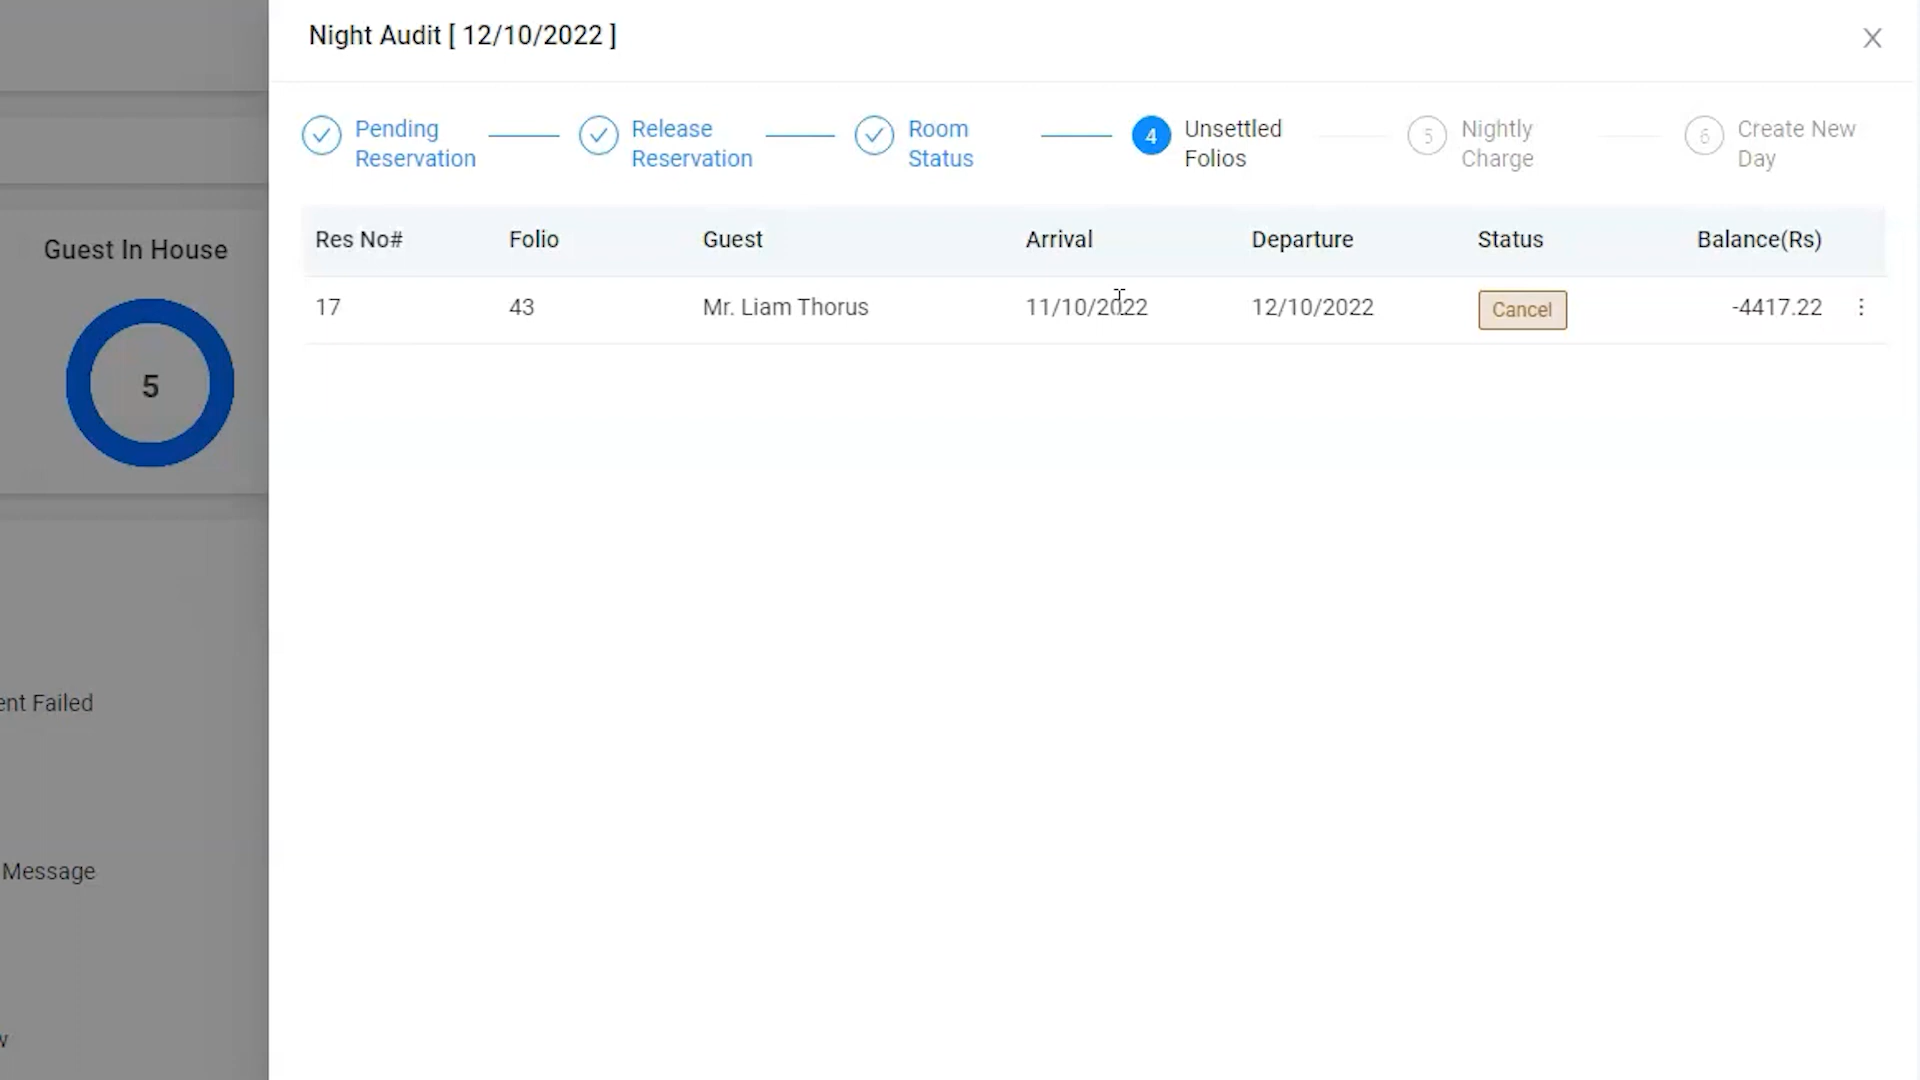 Night Audit [ 12/10/2022 ]
Pending Reservation
Release Reservation
Room Status
4 Unsettled Folios
5 Nightly Charge
6 Create New Day
Res No# Folio Guest Arrival Departure Status Balance(Rs)
17 43 Mr. Liam Thorus 11/10/2022 12/10/2022 Cancel -4417.22
Guest In House
5
Failed
Message